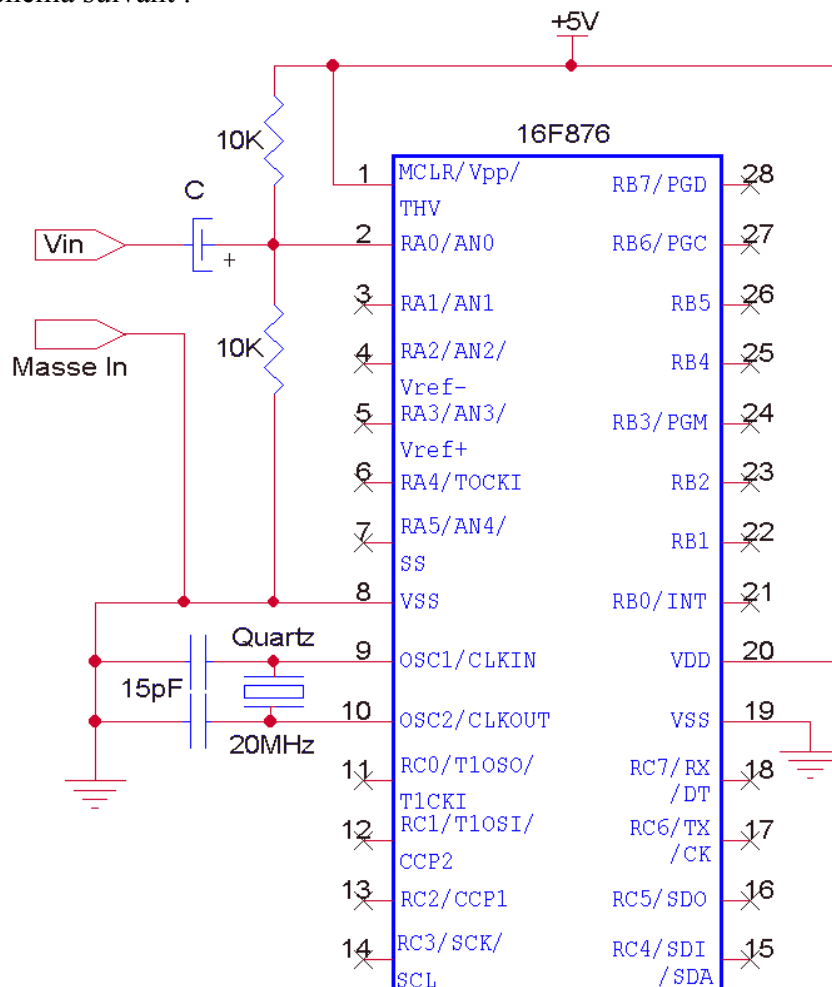 schéma suivant :
+5V
10K
16F876
C
Vin
+
Masse In
10K
1
MCLR/Vpp/
THV
2
RA0/AN0
3
RA1/AN1
4
RA2/AN2/
Vref-
5
RA3/AN3/
Vref+
6
RA4/TOCKI
7
RA5/AN4/
SS
8
VSS
9
OSC1/CLKIN
10
OSC2/CLKOUT
11
RC0/T1OSO/
T1CKI
12
RC1/T1OSI/
CCP2
13
RC2/CCP1
14
RC3/SCK/
SCL
RB7/PGD
28
RB6/PGC
27
RB5
26
RB4
25
RB3/PGM
24
RB2
23
RB1
22
RB0/INT
21
VDD
20
VSS
19
RC7/RX
/DT
18
RC6/TX
/CK
17
RC5/SDO
16
RC4/SDI
/SDA
15
Quartz
15pF
20MHz